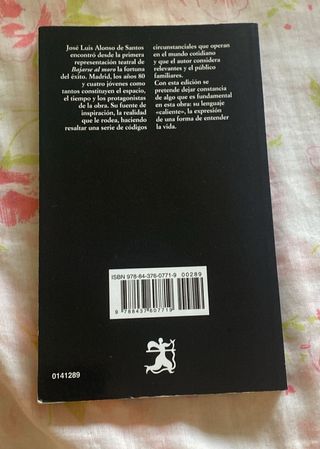 José Luis Alonso de Santos
encontró desde la primera
representación teatral de
Bajarse al moro la fortuna
del éxito. Madrid, los años 80
y cuatro jóvenes como
tantos constituyen el espacio,
el tiempo y los protagonistas
de la obra. Su fuente de
inspiración, la realidad que
le rodea, haciendo
resaltar una serie de códigos
circunstanciales que operan
en el mundo cotidiano
y que el autor considera
relevantes y el público
familiares.
Con esta edición se
pretende dejar constancia
de algo que es fundamental
en esta obra: su lenguaje
«caliente», la expresión
de una forma de entender
la vida.
ISBN 978-84-376-0771-9
00289
9 788437 607719
0141289